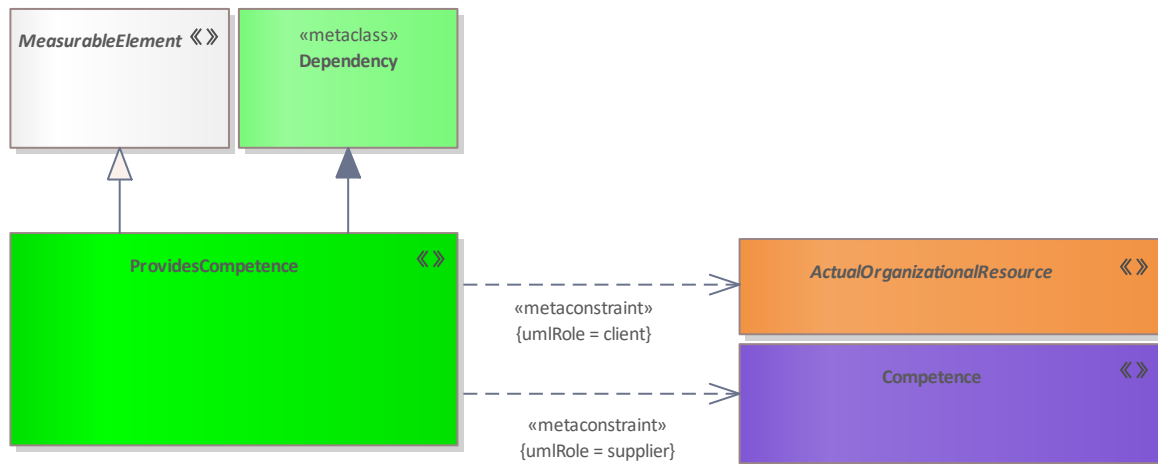 MeasurableElement «»
«metaclass»
Dependency
ProvidesCompetence «»
«metaconstraint»
{umlRole = client}
ActualOrganizationalResource «»
Competence «»
«metaconstraint»
{umlRole = supplier}